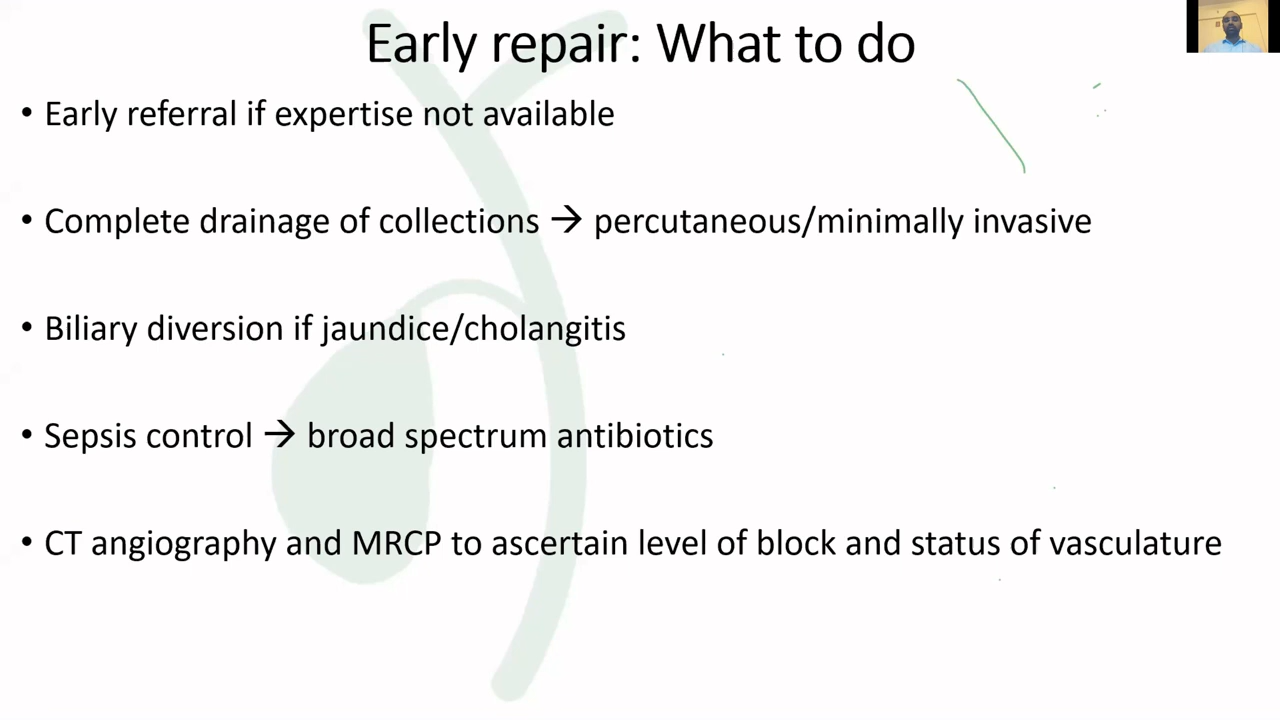 Early repair: What to do
• Early referral if expertise not available
• Complete drainage of collections → percutaneous/minimally invasive
• Biliary diversion if jaundice/cholangitis
• Sepsis control → broad spectrum antibiotics
• CT angiography and MRCP to ascertain level of block and status of vasculature